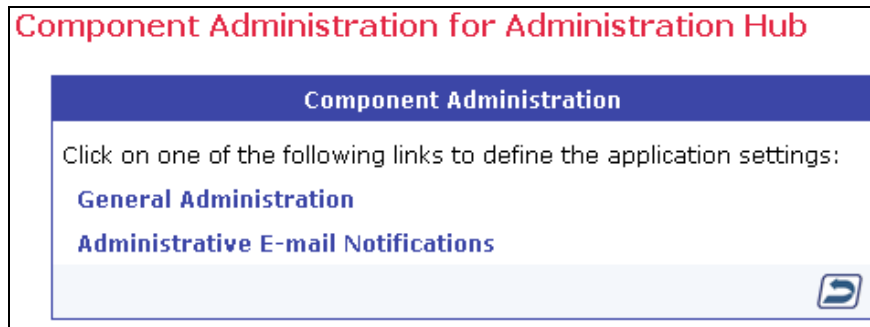 Component Administration for Administration Hub
Component Administration
Click on one of the following links to define the application settings:
General Administration
Administrative E-mail Notifications